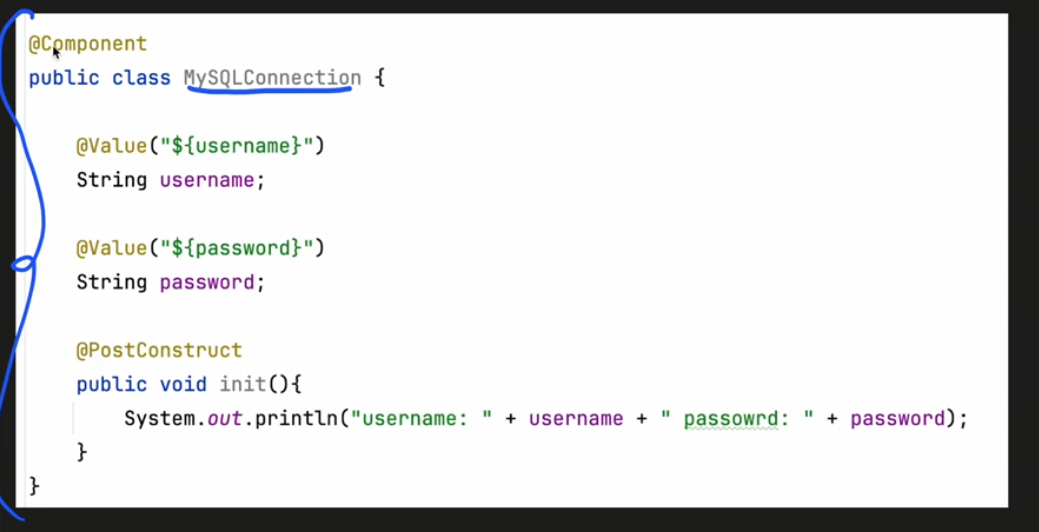 @Component
public class MySQLConnection {
@Value("${username}")
String username;
@Value("${password}")
String password;
@PostConstruct
public void init(){
System.out.println("username: " + username + " passowrd: " + password);
}
}